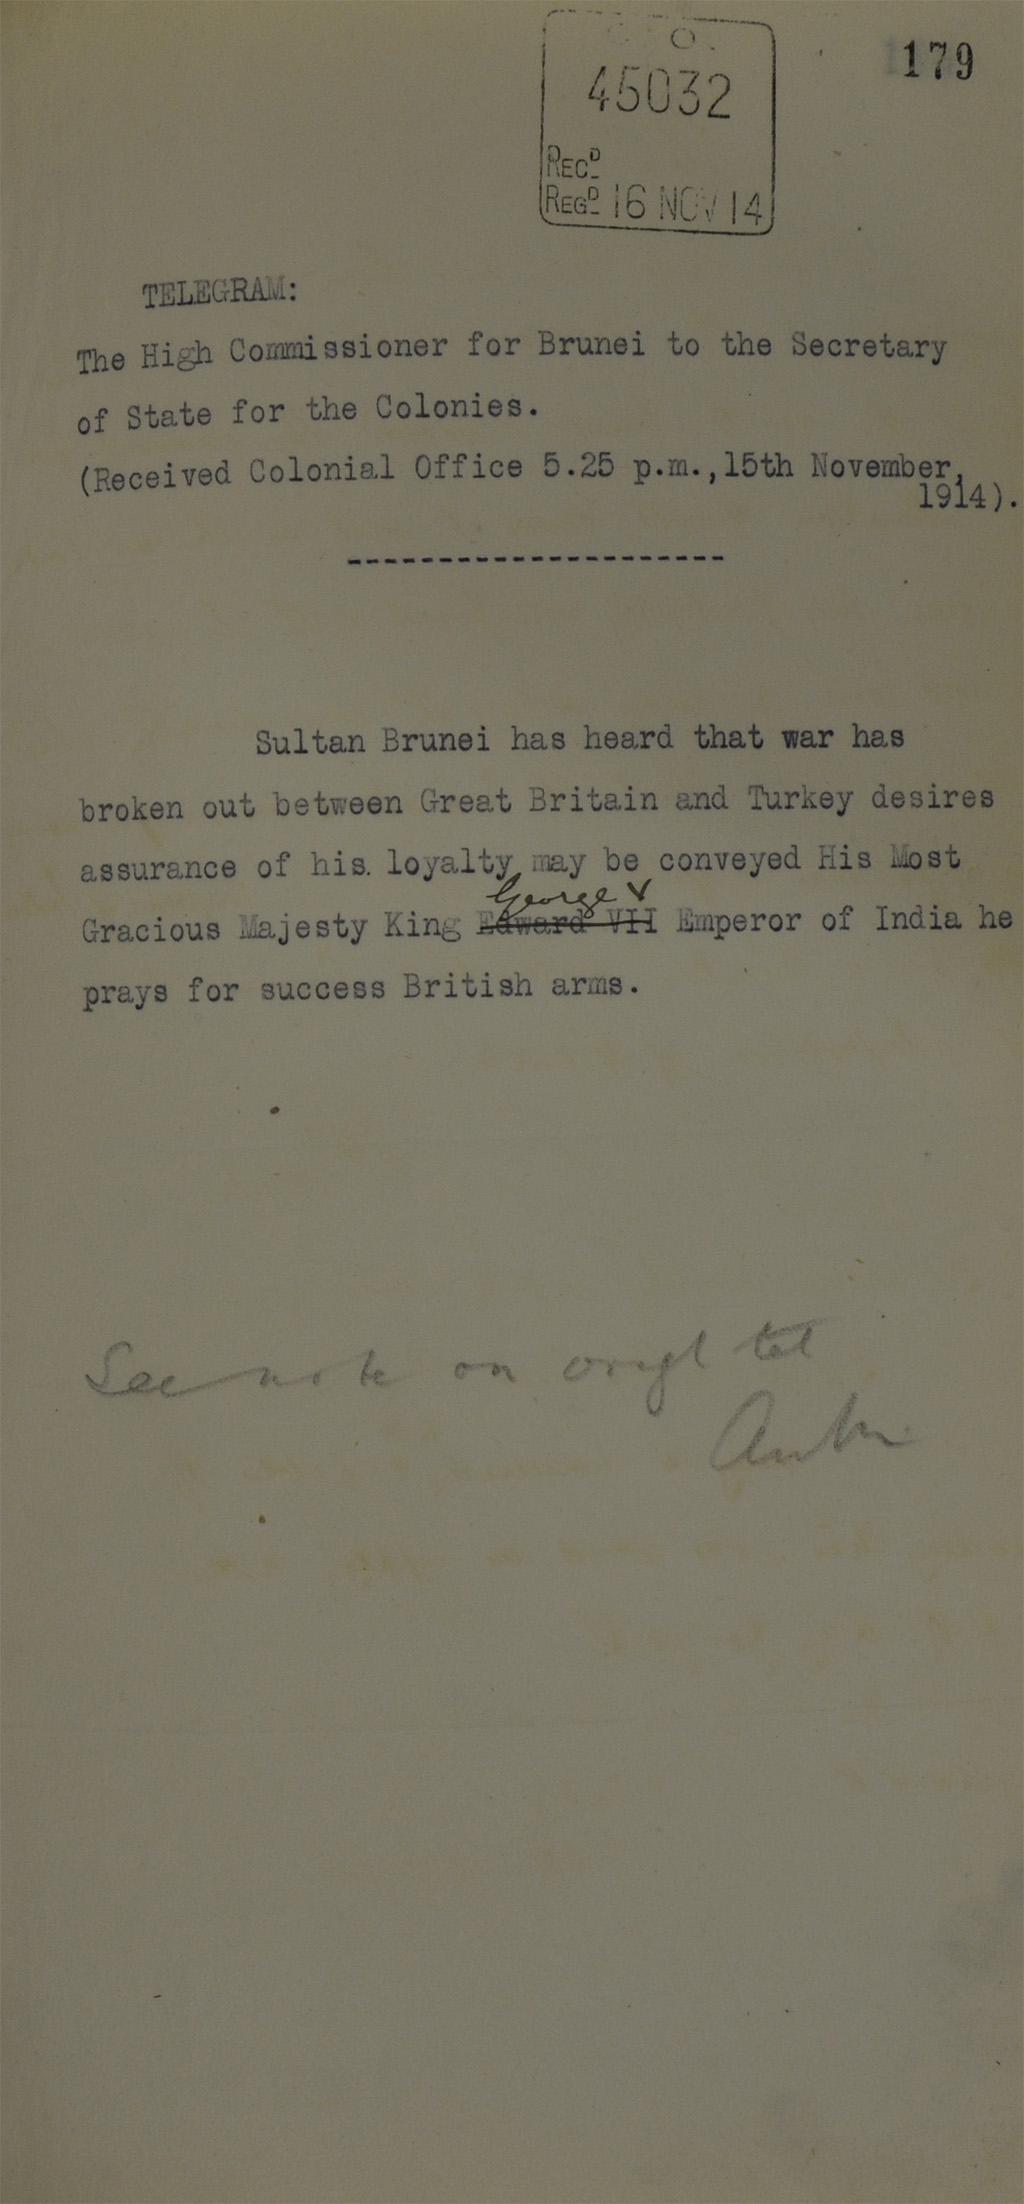 C. O.
179
45032
RECD
REGD 16 NOV 14
TELEGRAM:
The High Commissioner for Brunei to the Secretary
of State for the Colonies.
(Received Colonial Office 5.25 p.m.,15th November,
1914).
---------------------
Sultan Brunei has heard that war has
broken out between Great Britain and Turkey desires
assurance of his. loyalty may be conveyed His Most
George V
Gracious Majesty King Edward VII Emperor of India he
prays for success British arms.
See note on origl tel